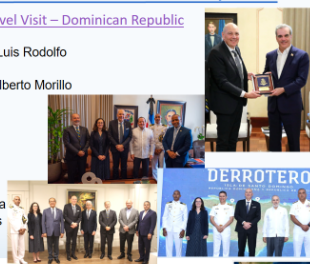 vel Visit – Dominican Republic
Luis Rodolfo
lberto Morillo
DERROTERO
a
s